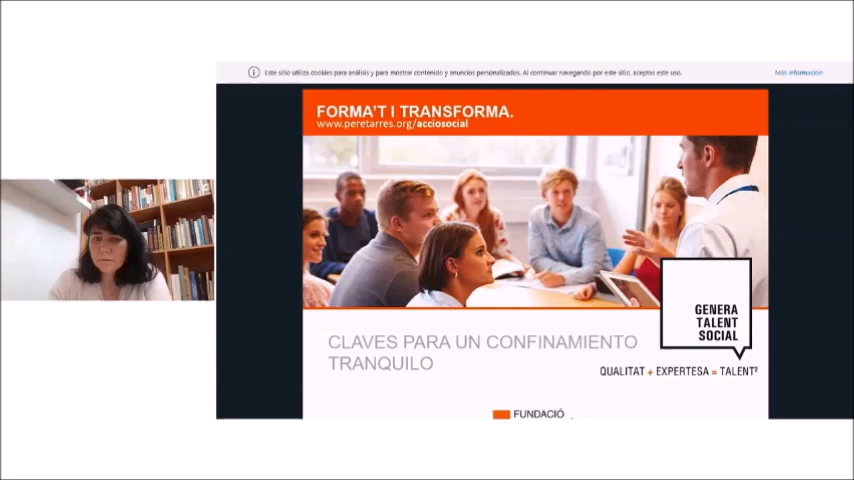 Este sitio utiliza cookies para análisis y para mostrar contenido y anuncios personalizados. Al continuar navegando por este sitio, aceptas este uso.
Más información
FORMA'T I TRANSFORMA.
www.peretarres.org/acciosocial
GENERA
TALENT
SOCIAL
CLAVES PARA UN CONFINAMIENTO
TRANQUILO
QUALITAT + EXPERTESA = TALENT²
FUNDACIÓ